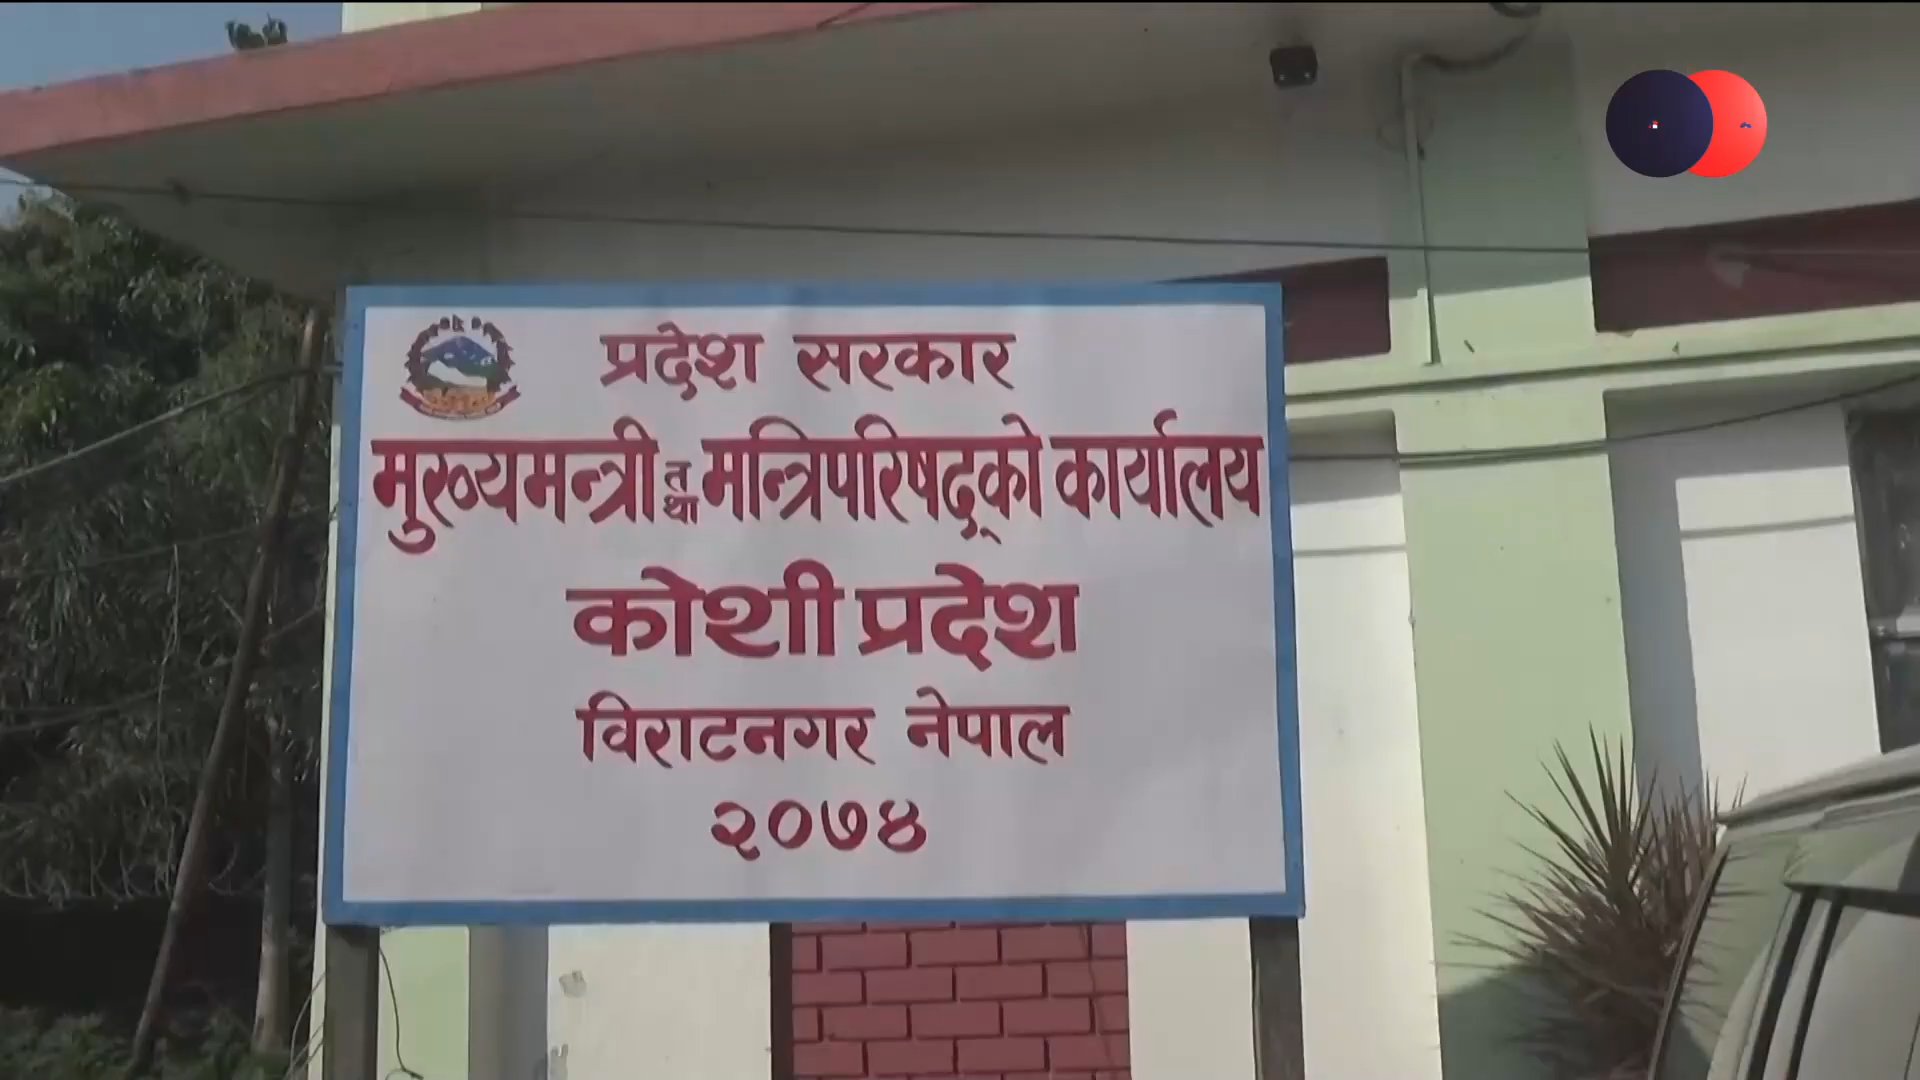 प्रदेश सरकार
मुख्यमन्त्री तथा मन्त्रिपरिषद्को कार्यालय
कोशी प्रदेश
विराटनगर नेपाल
२०७४